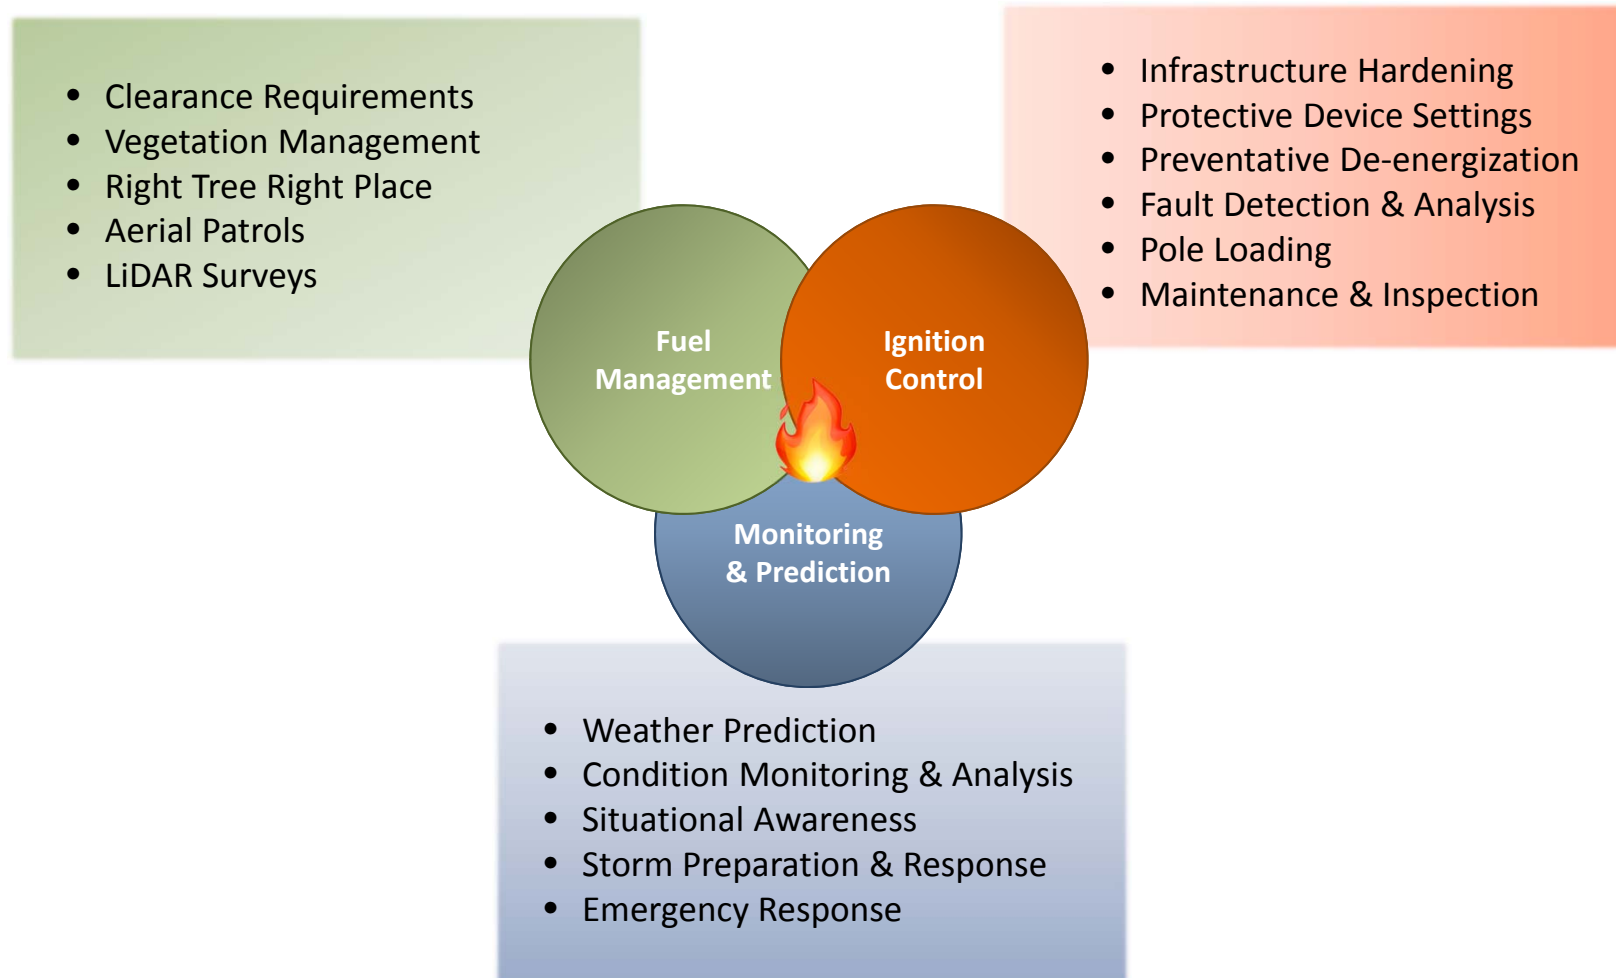 • Clearance Requirements
• Vegetation Management
• Right Tree Right Place
• Aerial Patrols
• LiDAR Surveys
• Infrastructure Hardening
• Protective Device Settings
• Preventative De-energization
• Fault Detection & Analysis
• Pole Loading
• Maintenance & Inspection
Fuel
Management
Ignition
Control
Monitoring
& Prediction
• Weather Prediction
• Condition Monitoring & Analysis
• Situational Awareness
• Storm Preparation & Response
• Emergency Response